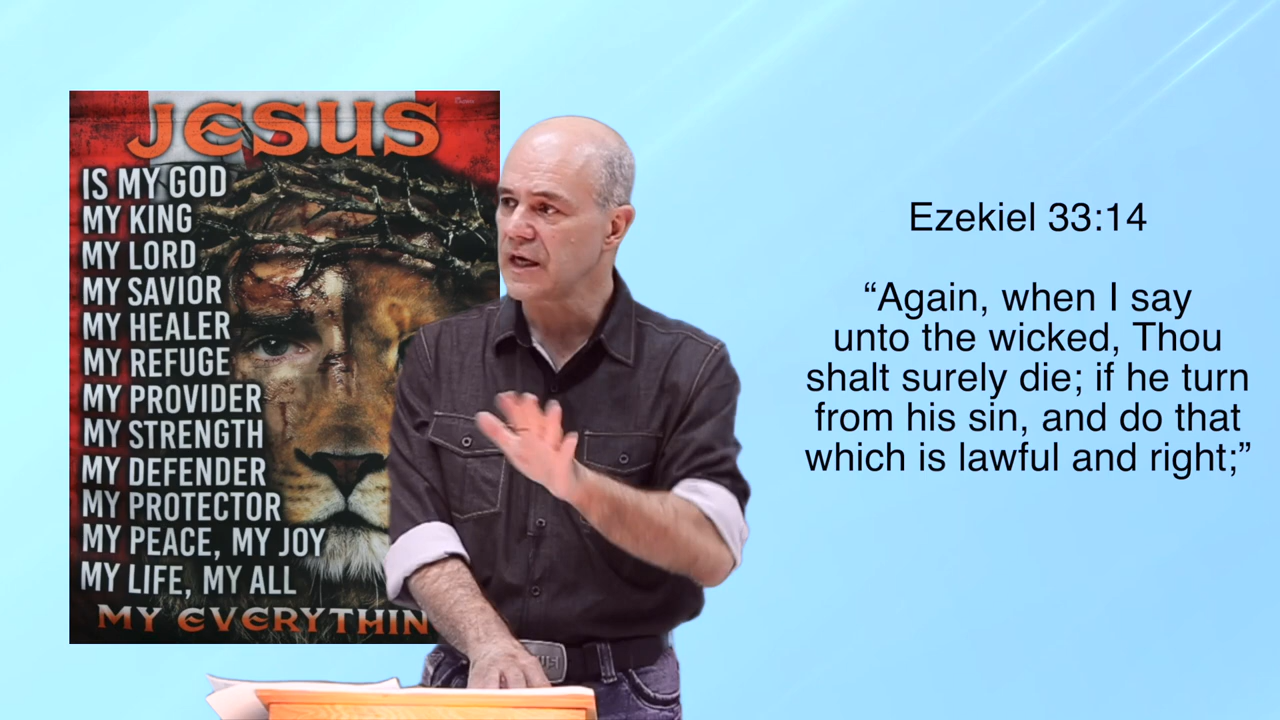 JESUS
IS MY GOD
MY KING
MY LORD
MY SAVIOR
MY HEALER
MY REFUGE
MY PROVIDER
MY STRENGTH
MY DEFENDER
MY PROTECTOR
MY PEACE, MY JOY
MY LIFE, MY ALL
MY EVERYTHIN
Ezekiel 33:14
“Again, when I say
unto the wicked, Thou
shalt surely die; if he turn
from his sin, and do that
which is lawful and right;”